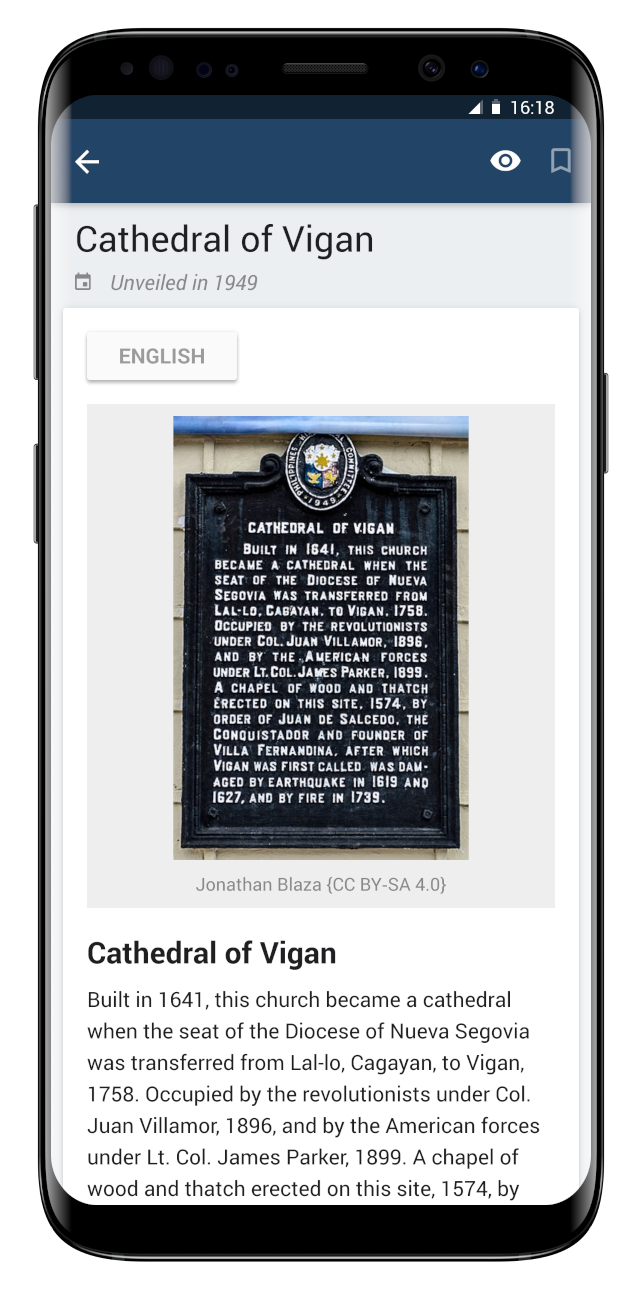 16:18
Cathedral of Vigan
Unveiled in 1949
ENGLISH
PHILIPPINES COMMITTEE
1949
CATHEDRAL OF VIGAN
BUILT IN 1641, THIS CHURCH
BECAME A CATHEDRAL WHEN THE
SEAT OF THE DIOCESE OF NUEVA
SEGOVIA WAS TRANSFERRED FROM
LAL-LO, CAGAYAN, TO VIGAN, 1758.
OCCUPIED BY THE REVOLUTIONISTS
UNDER COL. JUAN VILLAMOR, 1896,
AND BY THE AMERICAN FORCES
UNDER LT. COL. JAMES PARKER, 1899.
A CHAPEL OF WOOD AND THATCH
ERECTED ON THIS SITE, 1574, BY
ORDER OF JUAN DE SALCEDO, THE
CONQUISTADOR AND FOUNDER OF
VILLA FERNANDINA, AFTER WHICH
VIGAN WAS FIRST CALLED WAS DAM-
AGED BY EARTHQUAKE IN 1619 AND
1627, AND BY FIRE IN 1739.
Jonathan Blaza {CC BY-SA 4.0}
Cathedral of Vigan
Built in 1641, this church became a cathedral
when the seat of the Diocese of Nueva Segovia
was transferred from Lal-lo, Cagayan, to Vigan,
1758. Occupied by the revolutionists under Col.
Juan Villamor, 1896, and by the American forces
under Lt. Col. James Parker, 1899. A chapel of
wood and thatch erected on this site, 1574, by